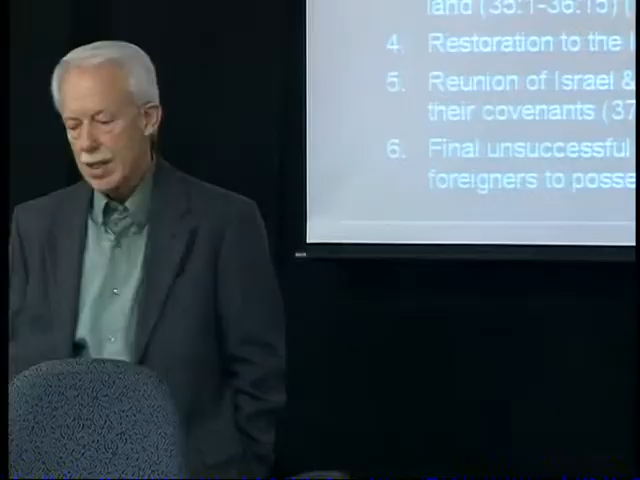 land (35:1-36:15) (
4. Restoration to the l
5. Reunion of Israel &
their covenants (37
6. Final unsuccessful
foreigners to posse